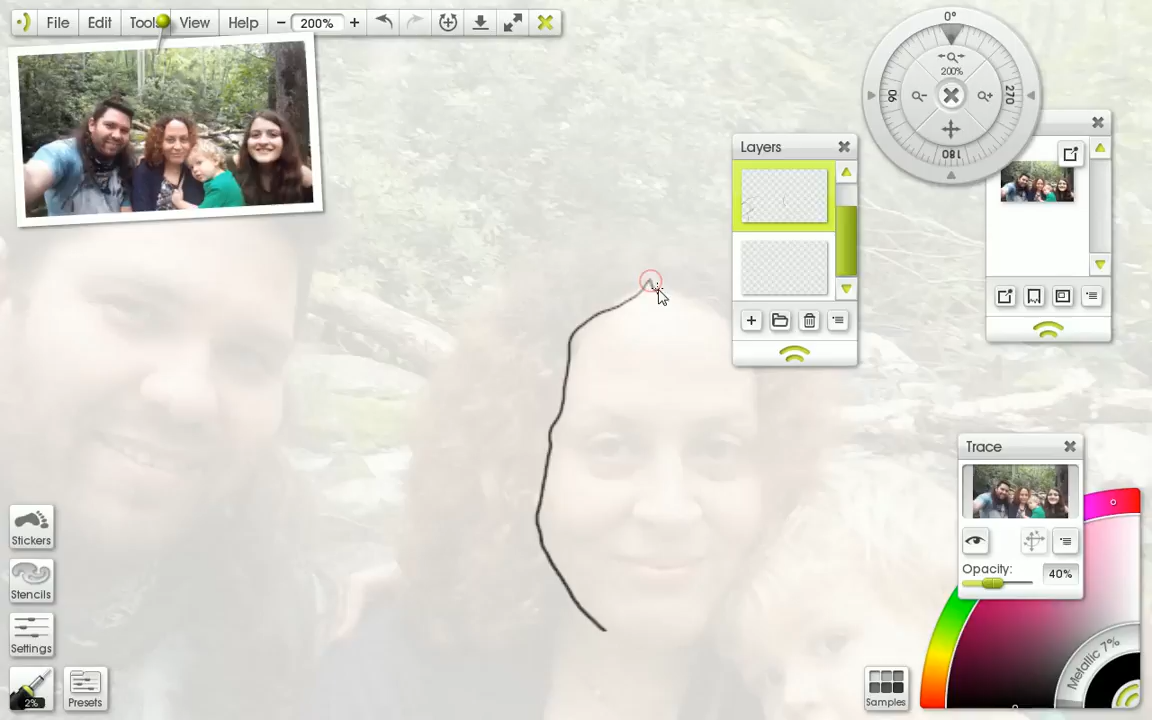 File Edit Tools View Help − 200% +
0°
200%
90
270
180
Layers
Trace
Opacity:
40%
Stickers
Stencils
Settings
2%
Presets
Samples
Metallic 7%